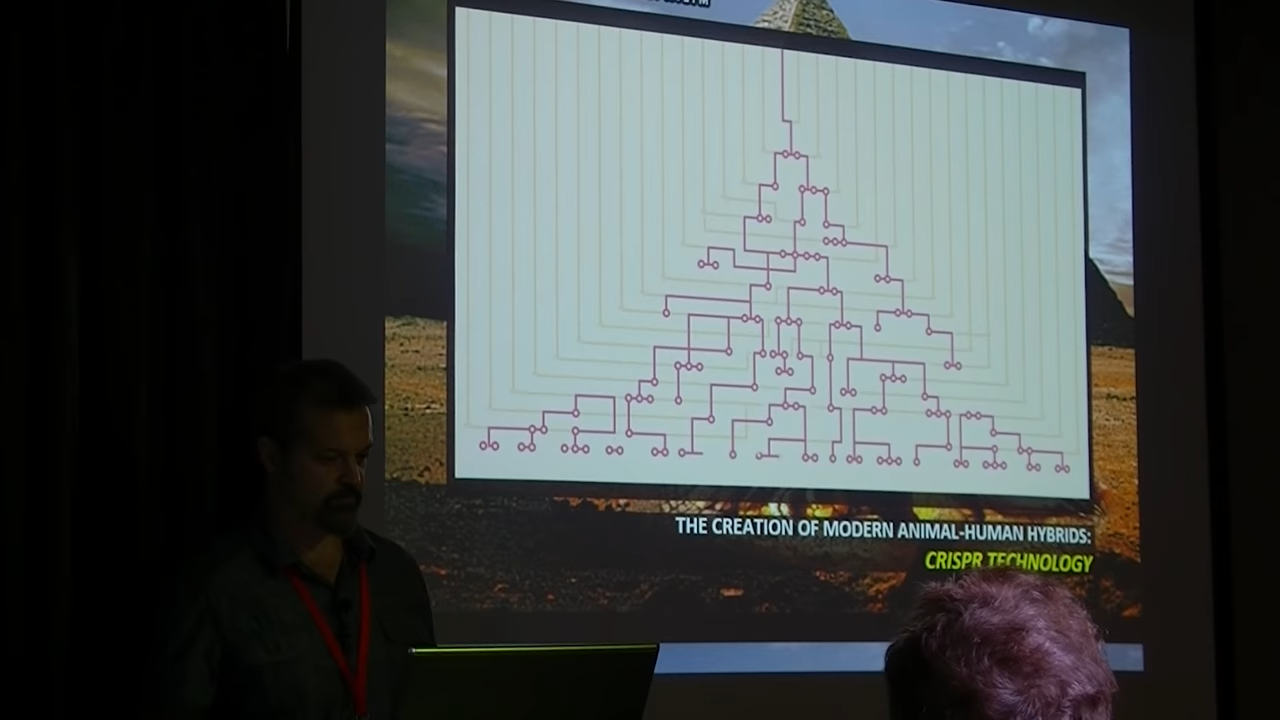 THE CREATION OF MODERN ANIMAL-HUMAN HYBRIDS:
CRISPR TECHNOLOGY